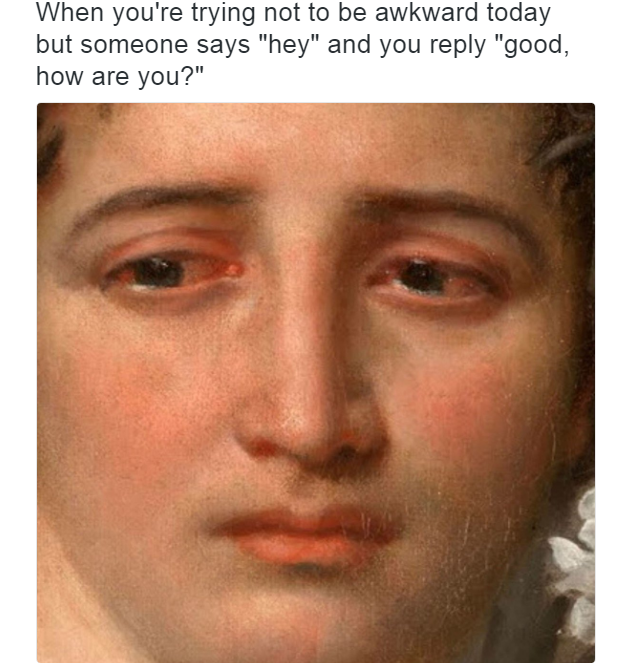 When you're trying not to be awkward today
but someone says "hey" and you reply "good,
how are you?"